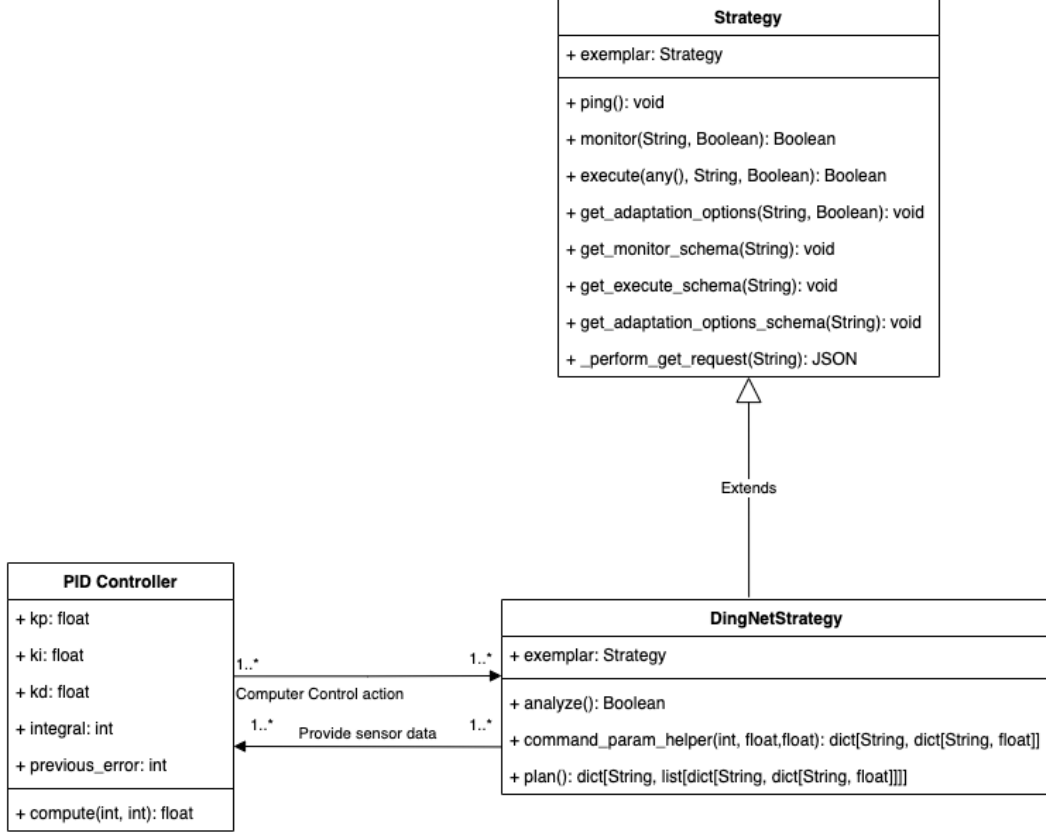 Strategy
+ exemplar: Strategy
+ ping(): void
+ monitor(String, Boolean): Boolean
+ execute(any(), String, Boolean): Boolean
+ get_adaptation_options(String, Boolean): void
+ get_monitor_schema(String): void
+ get_execute_schema(String): void
+ get_adaptation_options_schema(String): void
+ _perform_get_request(String): JSON
Extends
PID Controller
+ kp: float
+ ki: float
+ kd: float
+ integral: int
+ previous_error: int
+ compute(int, int): float
1..*
1..*
Computer Control action
1..*
1..*
Provide sensor data
DingNetStrategy
+ exemplar: Strategy
+ analyze(): Boolean
+ command_param_helper(int, float,float): dict[String, dict[String, float]]
+ plan(): dict[String, list[dict[String, dict[String, float]]]]